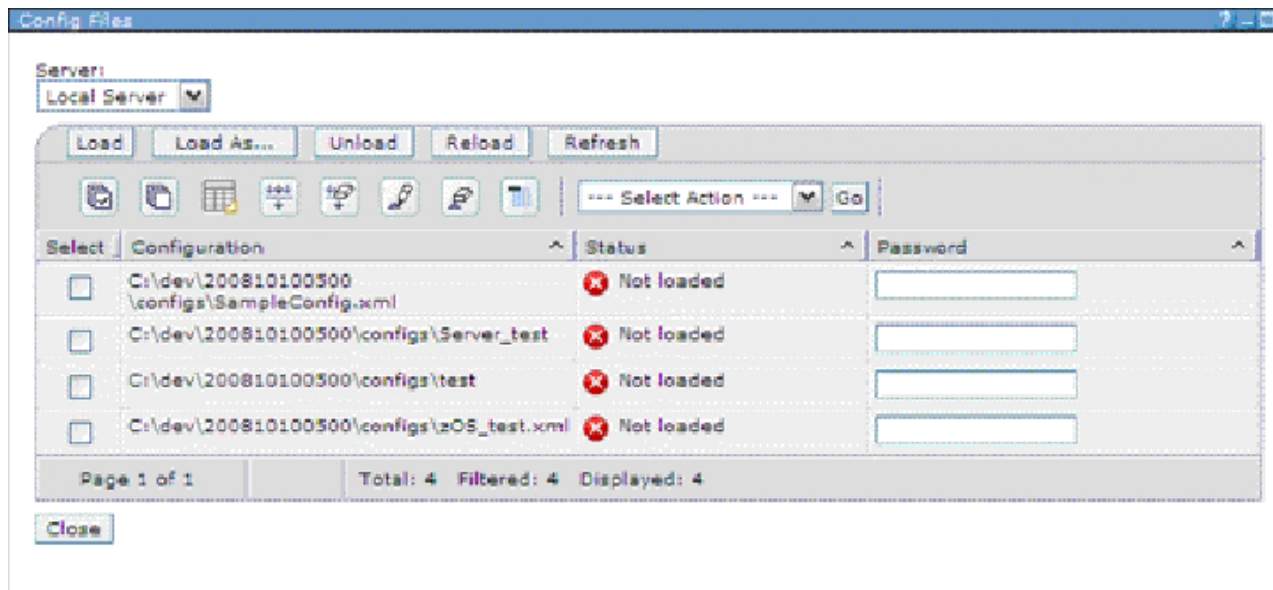 Config Files
?
Server:
Local Server
Load Load As... Unload Reload Refresh
--- Select Action --- Go
Select Configuration Status Password
C:\dev\200810100500
\configs\SampleConfig.xml
Not loaded
C:\dev\200810100500\configs\Server_test Not loaded
C:\dev\200810100500\configs\test Not loaded
C:\dev\200810100500\configs\zOS_test.xml Not loaded
Page 1 of 1 Total: 4 Filtered: 4 Displayed: 4
Close